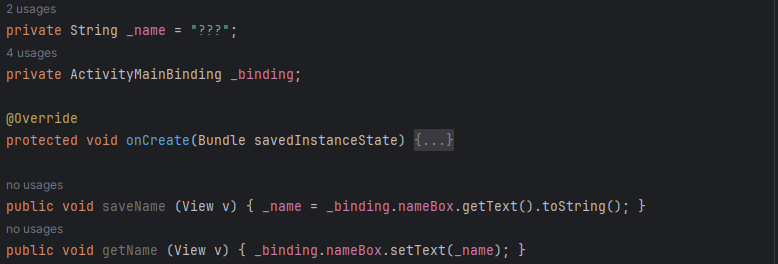 2 usages
private String _name = "???";
4 usages
private ActivityMainBinding _binding;
@Override
protected void onCreate(Bundle savedInstanceState) {...}
no usages
public void saveName (View v) { _name = _binding.nameBox.getText().toString(); }
no usages
public void getName (View v) { _binding.nameBox.setText(_name); }